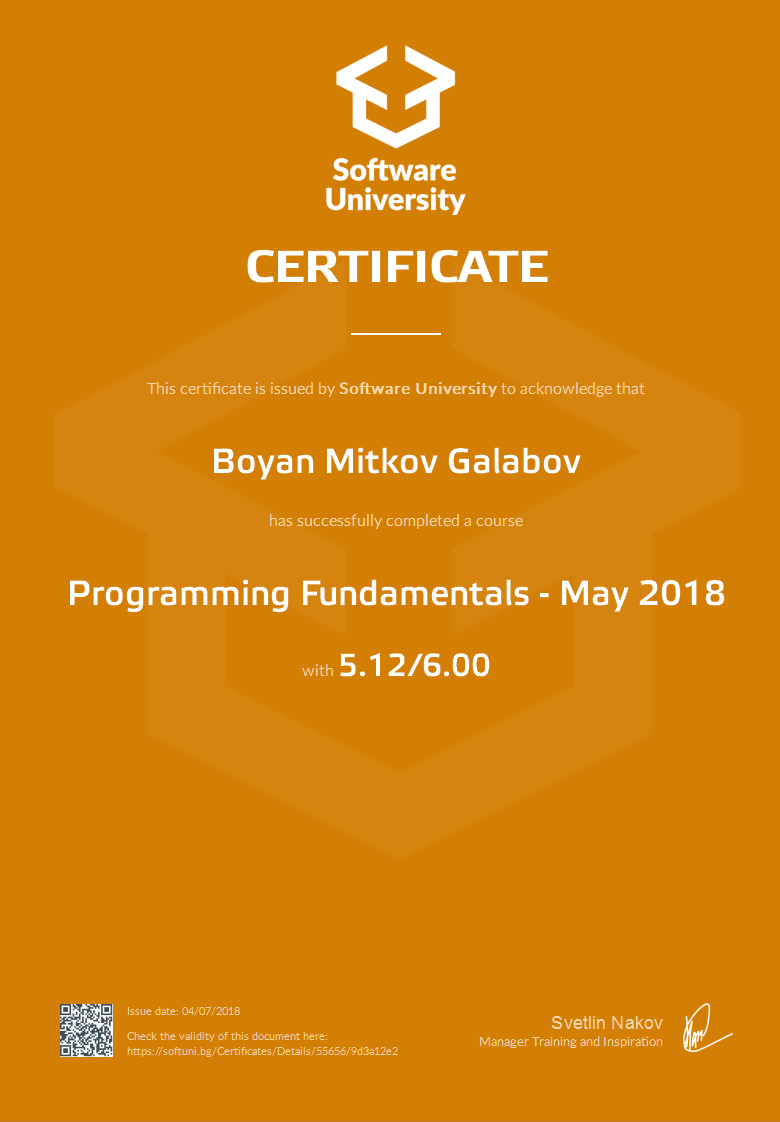 Software
University
CERTIFICATE
This certificate is issued by Software University to acknowledge that
Boyan Mitkov Galabov
has successfully completed a course
Programming Fundamentals - May 2018
with 5.12/6.00
Issue date: 04/07/2018
Check the validity of this document here:
https://softuni.bg/Certificates/Details/55656/9d3a12e2
Svetlin Nakov
Manager Training and Inspiration